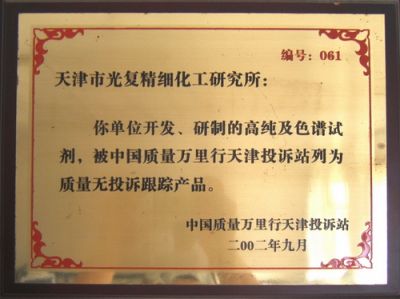 编号：061
天津市光复精细化工研究所：
你单位开发、研制的高纯及色谱试
剂，被中国质量万里行天津投诉站列为
质量无投诉跟踪产品。
中国质量万里行天津投诉站
二00二年九月